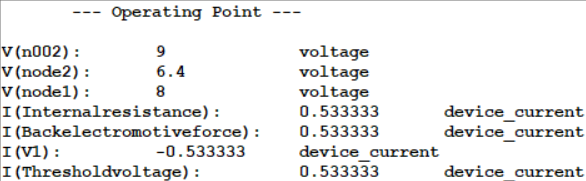 --- Operating Point ---
V(n002): 9 voltage
V(node2): 6.4 voltage
V(node1): 8 voltage
I(Internalresistance): 0.533333 device_current
I(Backelectromotiveforce): 0.533333 device_current
I(V1): -0.533333 device_current
I(Thresholdvoltage): 0.533333 device_current